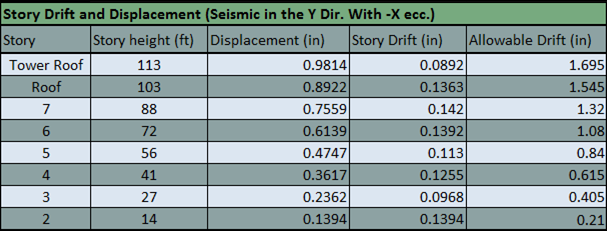 Story Drift and Displacement (Seismic in the Y Dir. With -X ecc.)
Story Story height (ft) Displacement (in) Story Drift (in) Allowable Drift (in)
Tower Roof 113 0.9814 0.0892 1.695
Roof 103 0.8922 0.1363 1.545
7 88 0.7559 0.142 1.32
6 72 0.6139 0.1392 1.08
5 56 0.4747 0.113 0.84
4 41 0.3617 0.1255 0.615
3 27 0.2362 0.0968 0.405
2 14 0.1394 0.1394 0.21